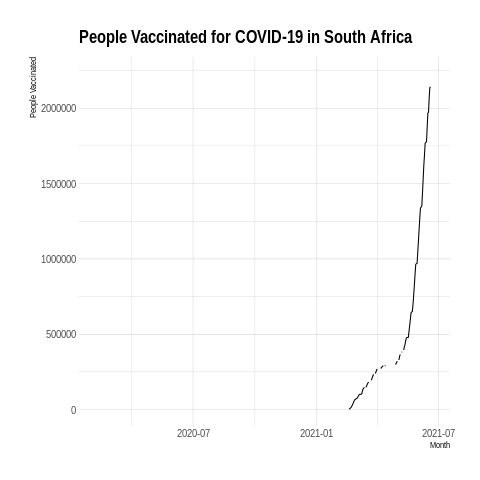 People Vaccinated for COVID-19 in South Africa
People Vaccinated
2000000
1500000
1000000
500000
0
2020-07 2021-01 2021-07
Month